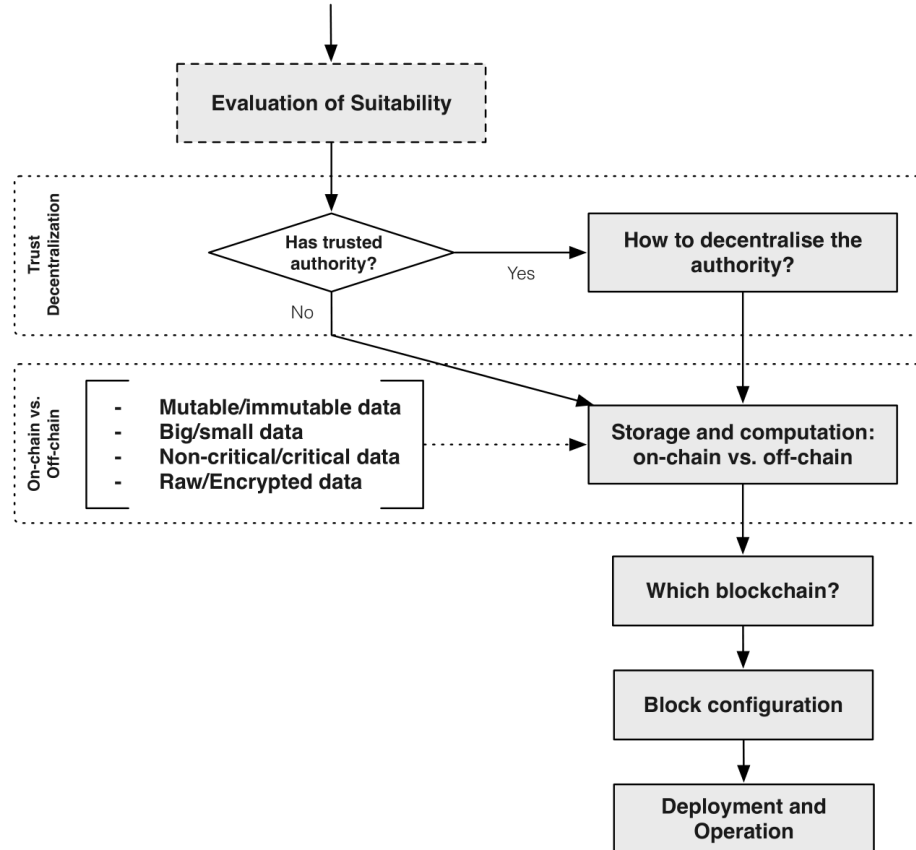 Evaluation of Suitability
Trust
Decentralization
Has trusted
authority?
Yes
How to decentralise the
authority?
No
On-chain vs.
Off-chain
- Mutable/immutable data
- Big/small data
- Non-critical/critical data
- Raw/Encrypted data
Storage and computation:
on-chain vs. off-chain
Which blockchain?
Block configuration
Deployment and
Operation